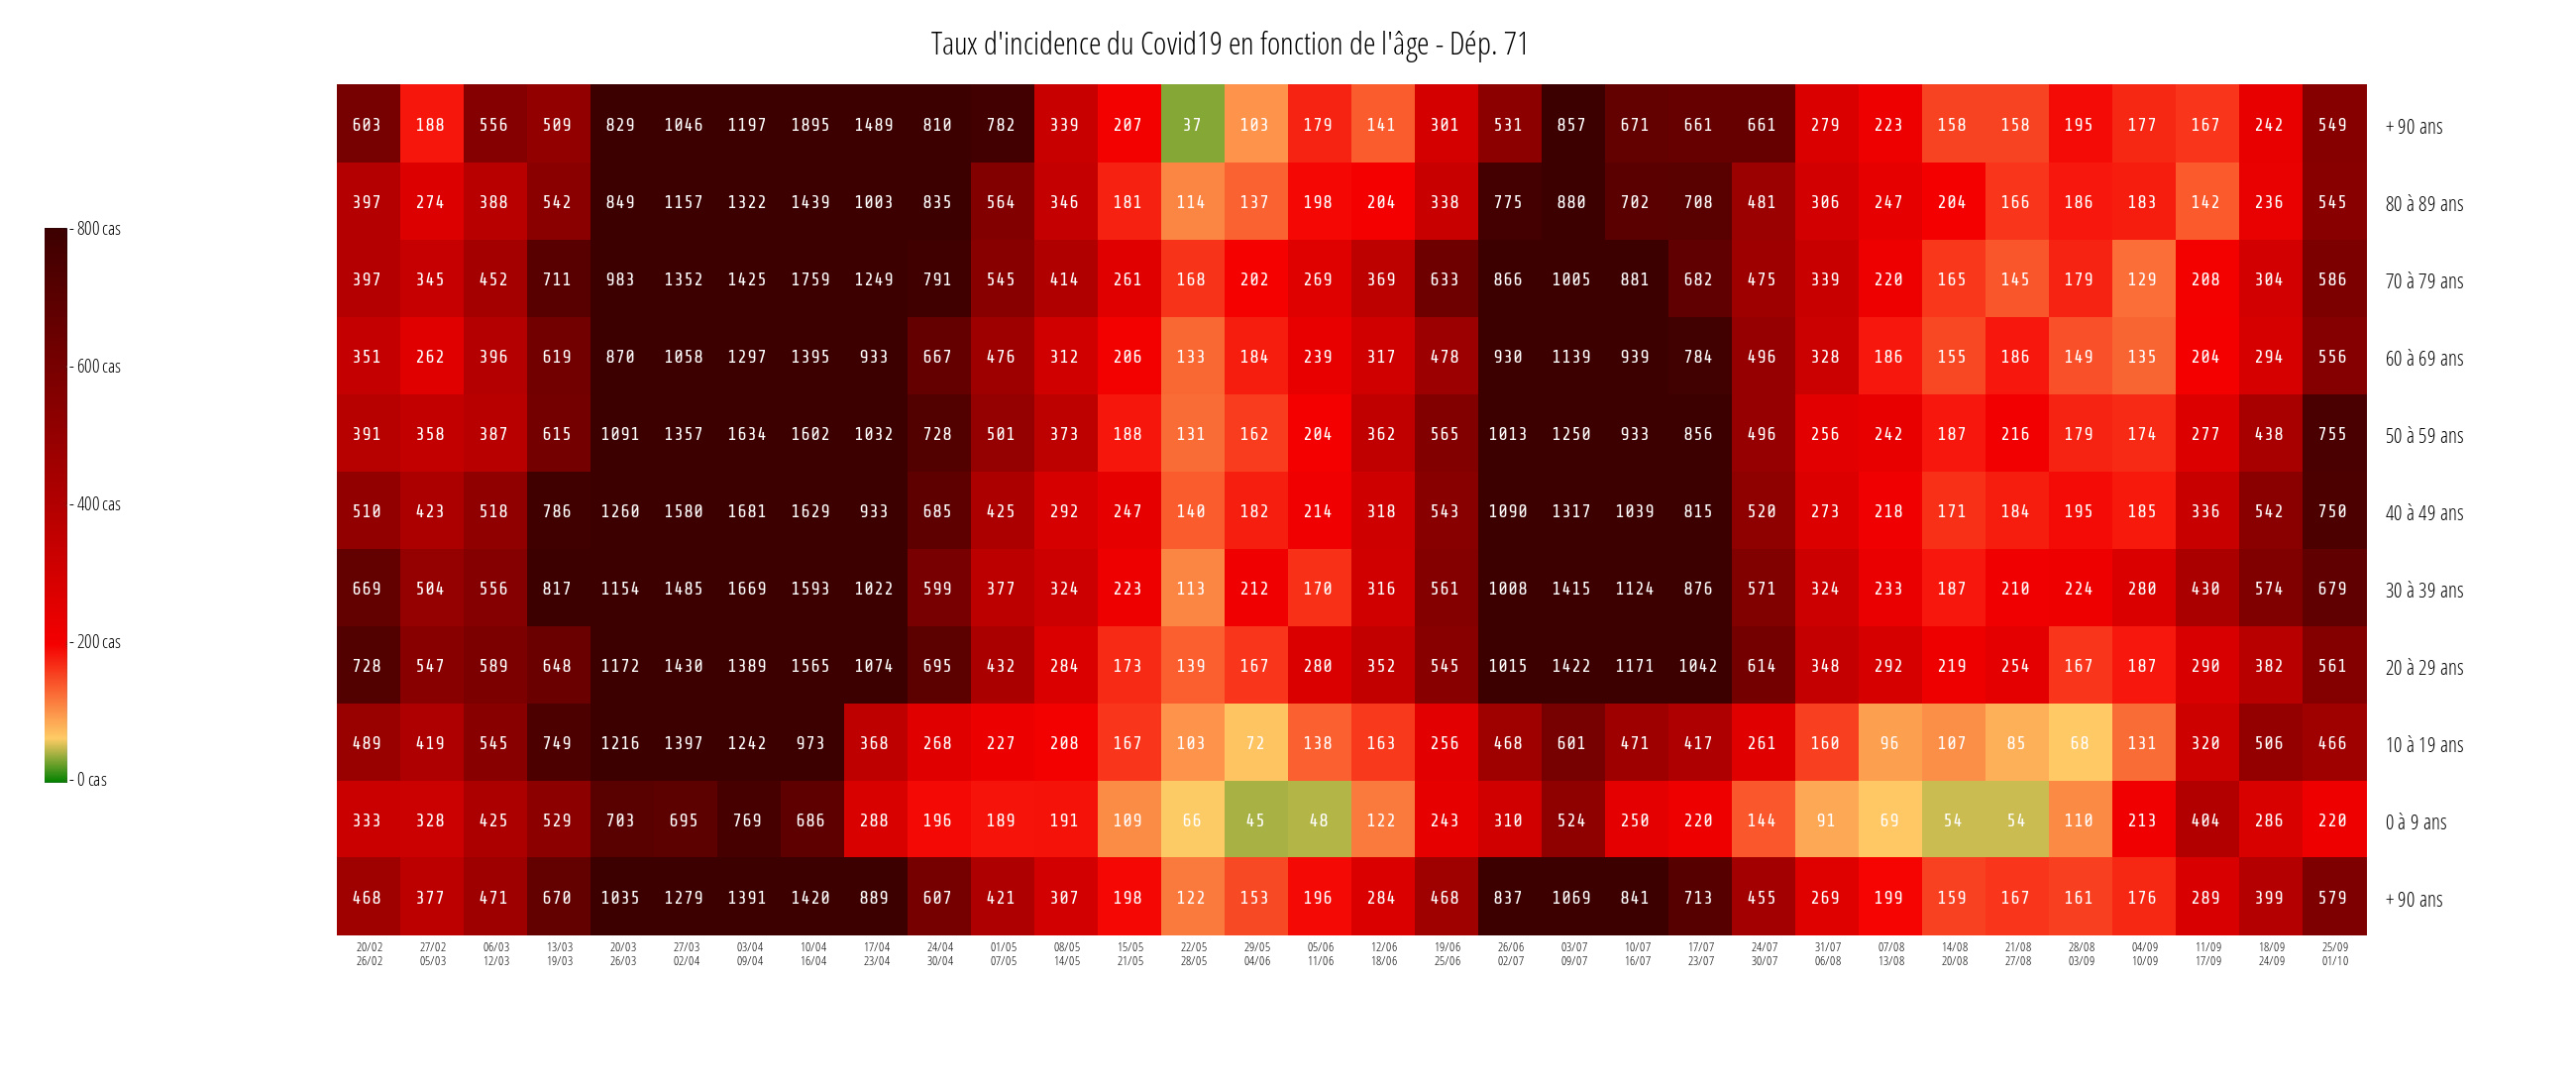 Taux d'incidence du Covid19 en fonction de l'âge - Dép. 71
603 188 556 509 829 1046 1197 1895 1489 810 782 339 207 37 103 179 141 301 531 857 671 661 661 279 223 158 158 195 177 167 242 549 + 90 ans
397 274 388 542 849 1157 1322 1439 1003 835 564 346 181 114 137 198 204 338 775 880 702 708 481 306 247 204 166 186 183 142 236 545 80 à 89 ans
- 800 cas
397 345 452 711 983 1352 1425 1759 1249 791 545 414 261 168 202 269 369 633 866 1005 881 682 475 339 220 165 145 179 129 208 304 586 70 à 79 ans
351 262 396 619 870 1058 1297 1395 933 667 476 312 206 133 184 239 317 478 930 1139 939 784 496 328 186 155 186 149 135 204 294 556 60 à 69 ans
- 600 cas
391 358 387 615 1091 1357 1634 1602 1032 728 501 373 188 131 162 204 362 565 1013 1250 933 856 496 256 242 187 216 179 174 277 438 755 50 à 59 ans
- 400 cas
510 423 518 786 1260 1580 1681 1629 933 685 425 292 247 140 182 214 318 543 1090 1317 1039 815 520 273 218 171 184 195 185 336 542 750 40 à 49 ans
669 504 556 817 1154 1485 1669 1593 1022 599 377 324 223 113 212 170 316 561 1008 1415 1124 876 571 324 233 187 210 224 280 430 574 679 30 à 39 ans
- 200 cas
728 547 589 648 1172 1430 1389 1565 1074 695 432 284 173 139 167 280 352 545 1015 1422 1171 1042 614 348 292 219 254 167 187 290 382 561 20 à 29 ans
489 419 545 749 1216 1397 1242 973 368 268 227 208 167 103 72 138 163 256 468 601 471 417 261 160 96 107 85 68 131 320 506 466 10 à 19 ans
- 0 cas
333 328 425 529 703 695 769 686 288 196 189 191 109 66 45 48 122 243 310 524 250 220 144 91 69 54 54 110 213 404 286 220 0 à 9 ans
468 377 471 670 1035 1279 1391 1420 889 607 421 307 198 122 153 196 284 468 837 1069 841 713 455 269 199 159 167 161 176 289 399 579 + 90 ans
20/02 27/02 06/03 13/03 20/03 27/03 03/04 10/04 17/04 24/04 01/05 08/05 15/05 22/05 29/05 05/06 12/06 19/06 26/06 03/07 10/07 17/07 24/07 31/07 07/08 14/08 21/08 28/08 04/09 11/09 18/09 25/09
26/02 05/03 12/03 19/03 26/03 02/04 09/04 16/04 23/04 30/04 07/05 14/05 21/05 28/05 04/06 11/06 18/06 25/06 02/07 09/07 16/07 23/07 30/07 06/08 13/08 20/08 27/08 03/09 10/09 17/09 24/09 01/10